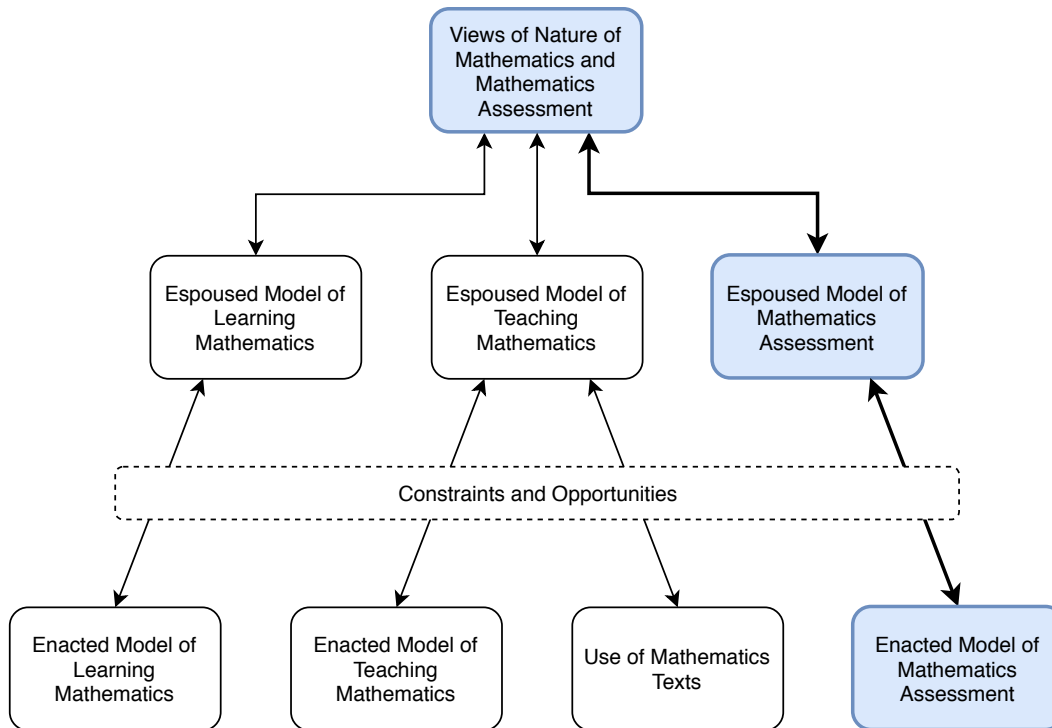 Views of Nature of
Mathematics and
Mathematics
Assessment
Espoused Model of
Learning
Mathematics
Espoused Model of
Teaching
Mathematics
Espoused Model of
Mathematics
Assessment
Constraints and Opportunities
Enacted Model of
Learning
Mathematics
Enacted Model of
Teaching
Mathematics
Use of Mathematics
Texts
Enacted Model of
Mathematics
Assessment